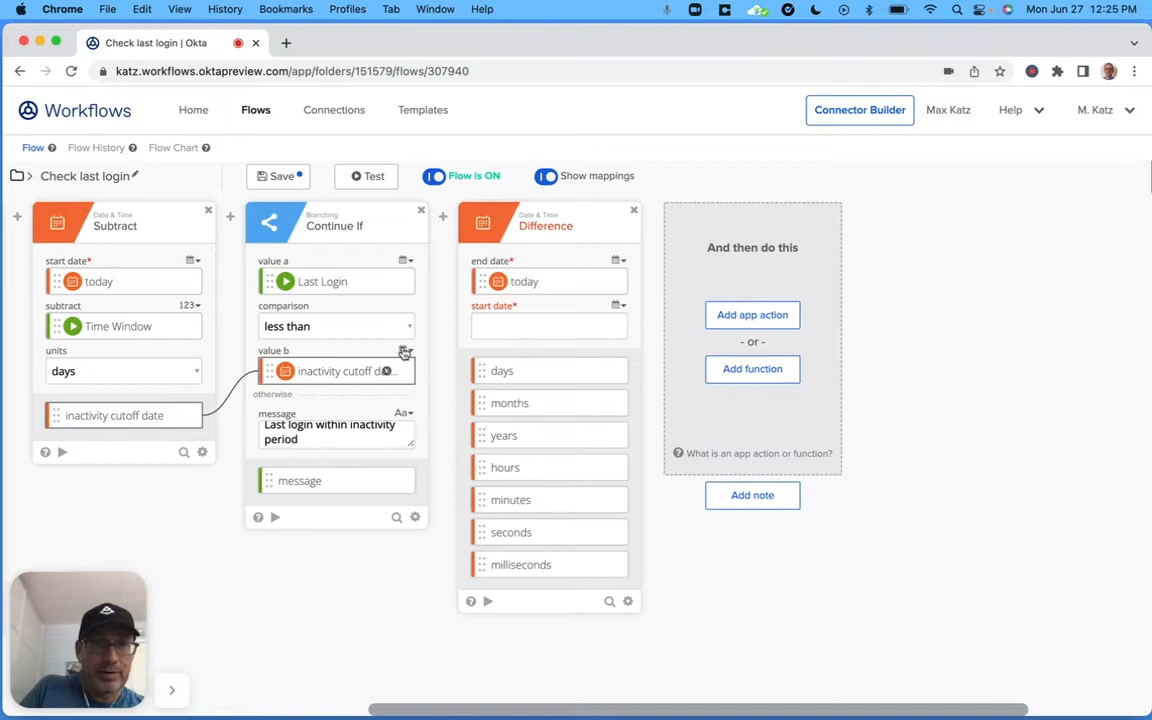 Chrome File Edit View History Bookmarks Profiles Tab Window Help Mon Jun 27 12:25 PM
Check last login | Okta
katz.workflows.oktapreview.com/app/folders/151579/flows/307940
Workflows Home Flows Connections Templates Connector Builder Max Katz Help M. Katz
Flow Flow History Flow Chart
Check last login Save Test Flow is ON Show mappings
Date & Time
Subtract
start date*
today
subtract 123
Time Window
units
days
inactivity cutoff date
Branching
Continue If
value a
Last Login
comparison
less than
value b
inactivity cutoff da...
otherwise
message Aa
Last login within inactivity
period
message
Date & Time
Difference
end date*
today
start date*
days
months
years
hours
minutes
seconds
milliseconds
And then do this
Add app action
- or -
Add function
What is an app action or function?
Add note